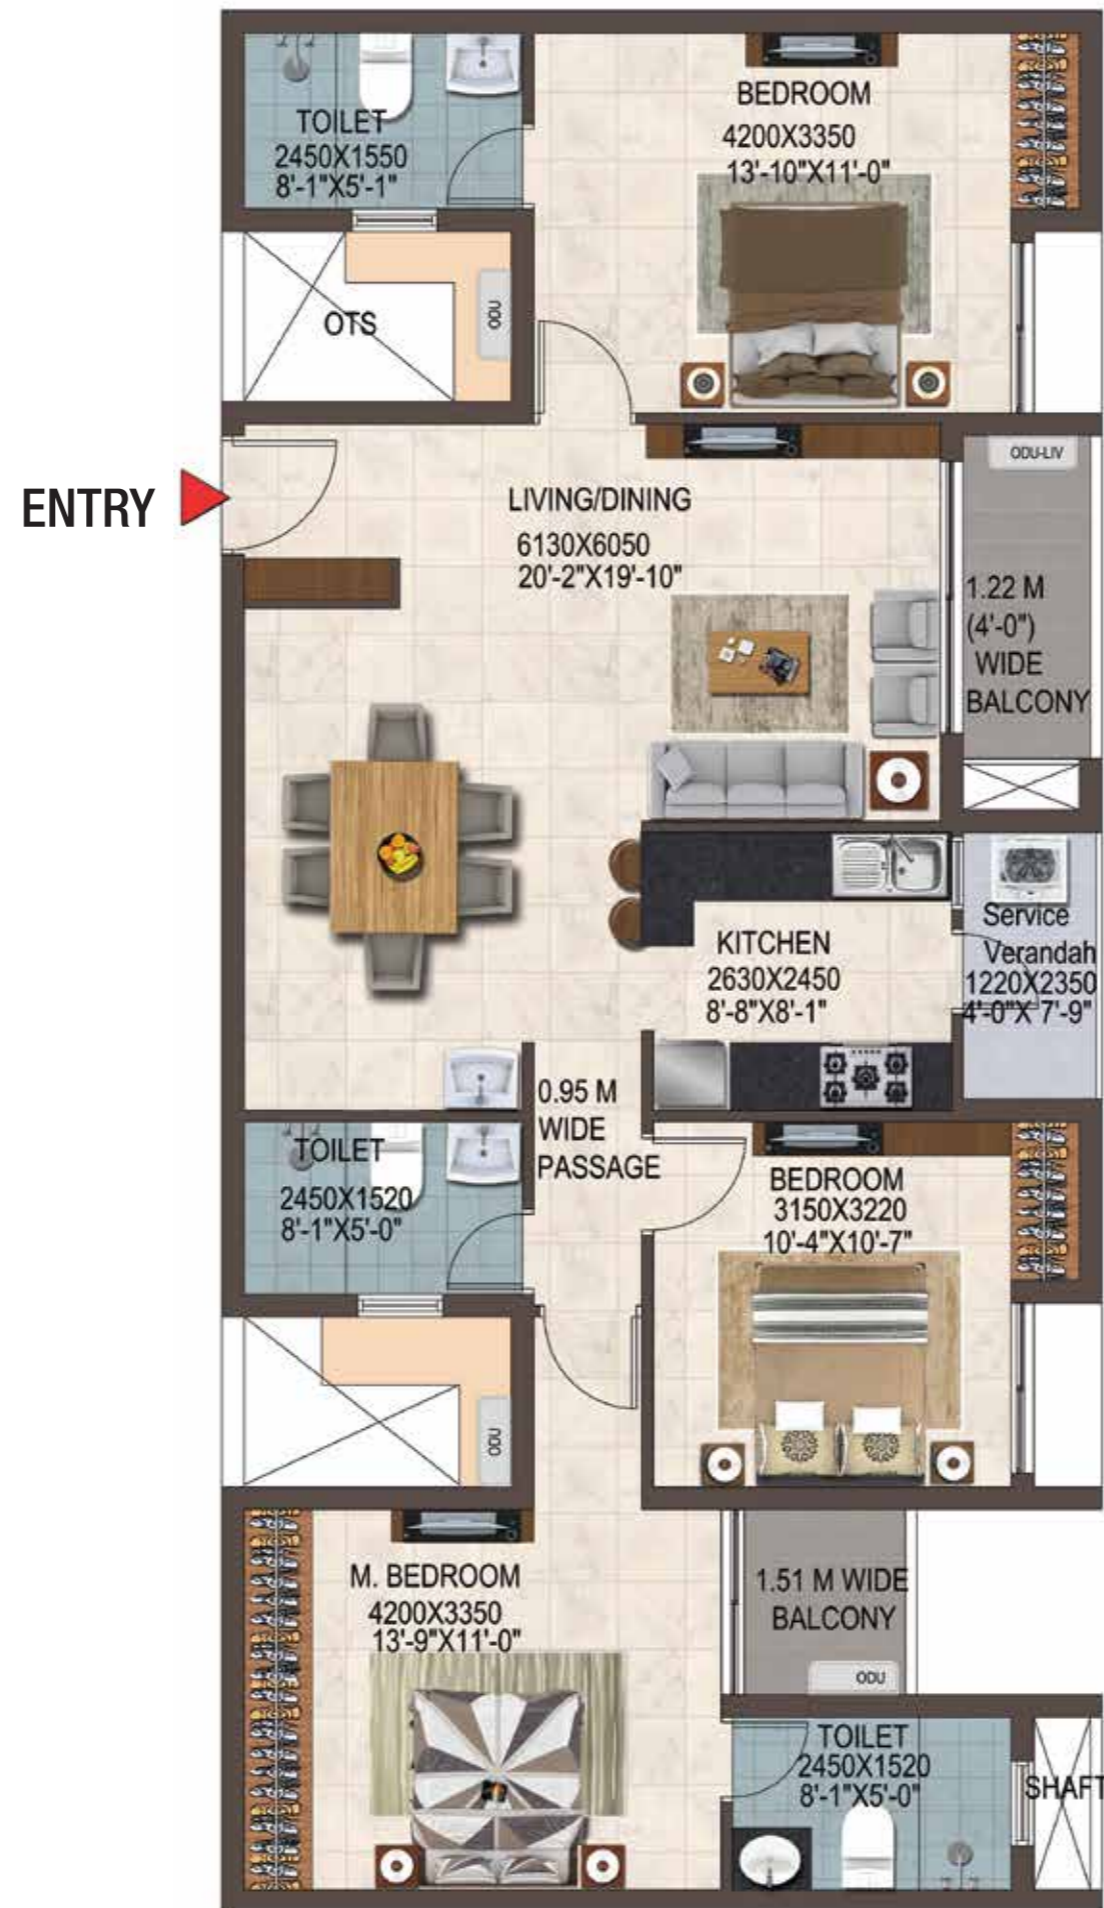 TOILET
2450X1550
8'-1"X5'-1"
BEDROOM
4200X3350
13'-10"X11'-0"
OTS
ODU
ENTRY
LIVING/DINING
6130X6050
20'-2"X19'-10"
ODU-LIV
1.22 M
(4'-0")
WIDE
BALCONY
KITCHEN
2630X2450
8'-8"X8'-1"
Service
Verandah
1220X2350
4'-0"X 7'-9"
0.95 M
WIDE
PASSAGE
TOILET
2450X1520
8'-1"X5'-0"
BEDROOM
3150X3220
10'-4"X10'-7"
ODU
M. BEDROOM
4200X3350
13'-9"X11'-0"
1.51 M WIDE
BALCONY
ODU
TOILET
2450X1520
8'-1"X5'-0"
SHAFT